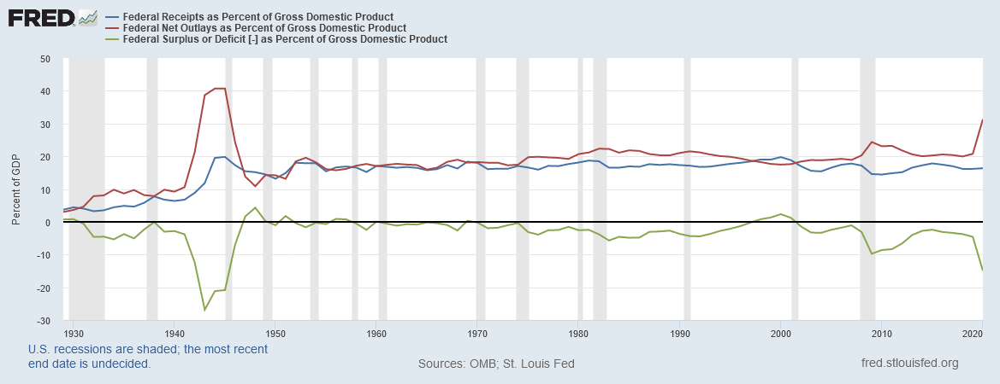 FRED
Federal Receipts as Percent of Gross Domestic Product
Federal Net Outlays as Percent of Gross Domestic Product
Federal Surplus or Deficit [-] as Percent of Gross Domestic Product
Percent of GDP
50
40
30
20
10
0
-10
-20
-30
1930 1940 1950 1960 1970 1980 1990 2000 2010 2020
U.S. recessions are shaded; the most recent
end date is undecided.
Sources: OMB; St. Louis Fed
fred.stlouisfed.org